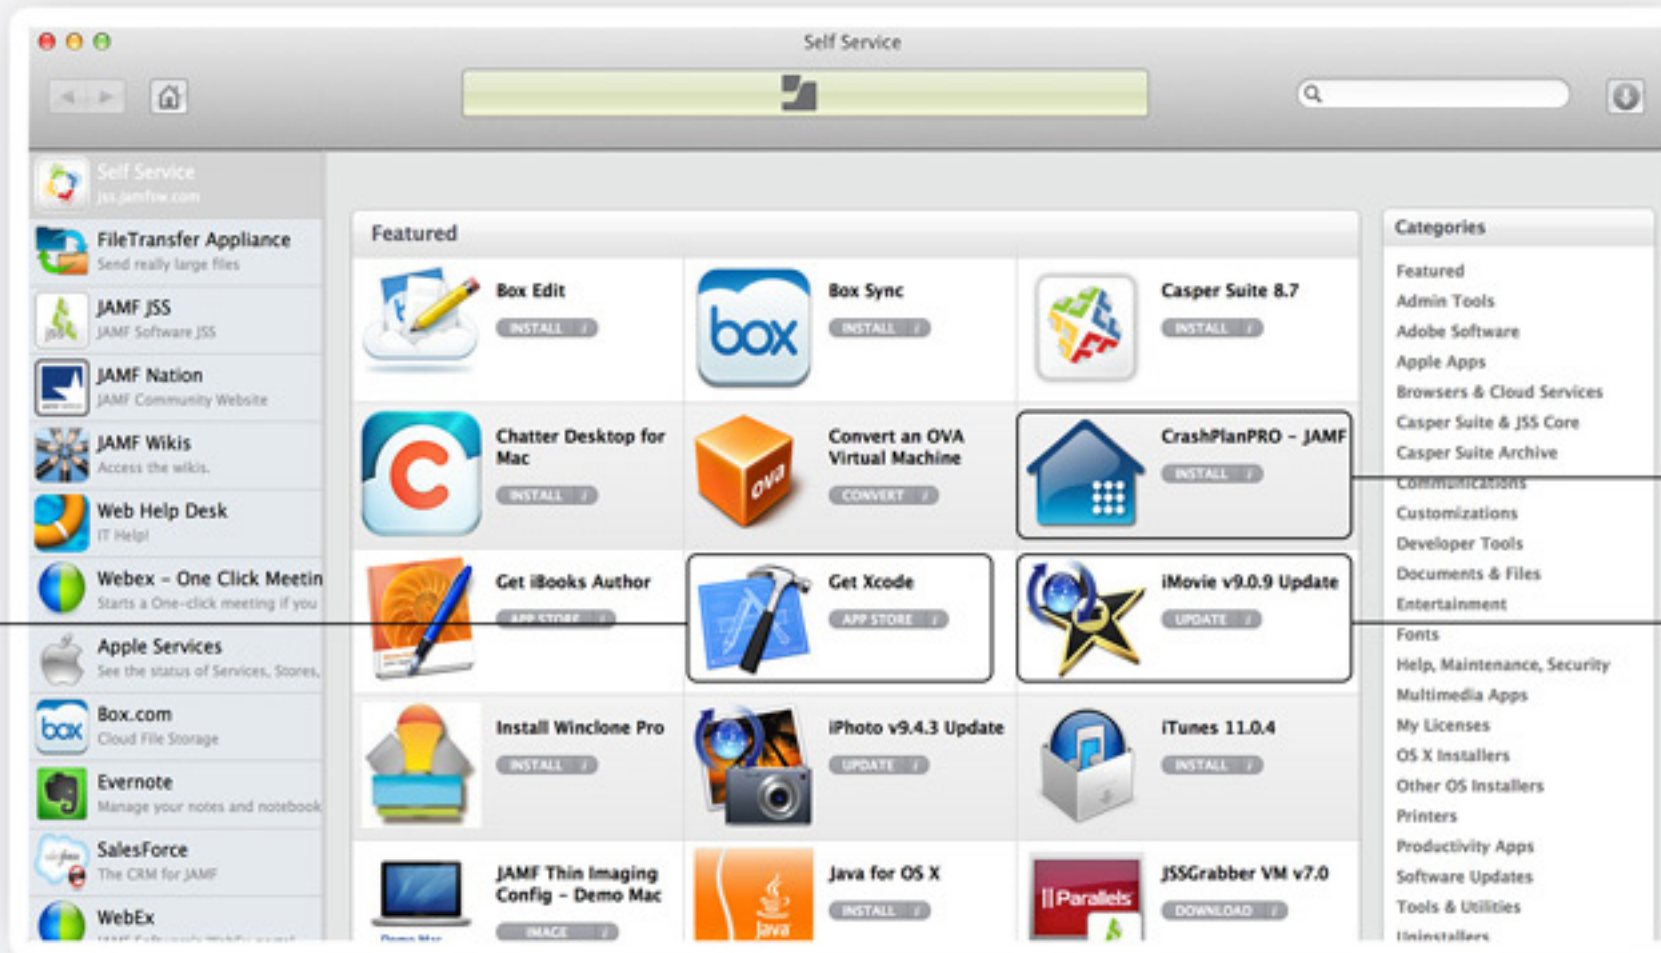 Self Service
Self Service
jss.jamfsw.com
FileTransfer Appliance
Send really large files
JAMF JSS
JAMF Software JSS
JAMF Nation
JAMF Community Website
JAMF Wikis
Access the wikis.
Web Help Desk
IT Help!
Webex - One Click Meetin
Starts a One-click meeting if you
Apple Services
See the status of Services, Stores,
box
Box.com
Cloud File Storage
Evernote
Manage your notes and notebook
SalesForce
The CRM for JAMF
WebEx
Featured
Box Edit
INSTALL i
box
Box Sync
INSTALL i
Casper Suite 8.7
INSTALL i
C
Chatter Desktop for
Mac
INSTALL i
ova
Convert an OVA
Virtual Machine
CONVERT i
CrashPlanPRO - JAMF
INSTALL i
Get iBooks Author
APP STORE i
Get Xcode
APP STORE i
iMovie v9.0.9 Update
UPDATE i
Install Winclone Pro
INSTALL i
iPhoto v9.4.3 Update
UPDATE i
iTunes 11.0.4
INSTALL i
JAMF Thin Imaging
Config - Demo Mac
IMAGE i
Demo Mac
Java
Java for OS X
INSTALL i
Parallels
JSSGrabber VM v7.0
DOWNLOAD i
Categories
Featured
Admin Tools
Adobe Software
Apple Apps
Browsers & Cloud Services
Casper Suite & JSS Core
Casper Suite Archive
Communications
Customizations
Developer Tools
Documents & Files
Entertainment
Fonts
Help, Maintenance, Security
Multimedia Apps
My Licenses
OS X Installers
Other OS Installers
Printers
Productivity Apps
Software Updates
Tools & Utilities
Uninstallers